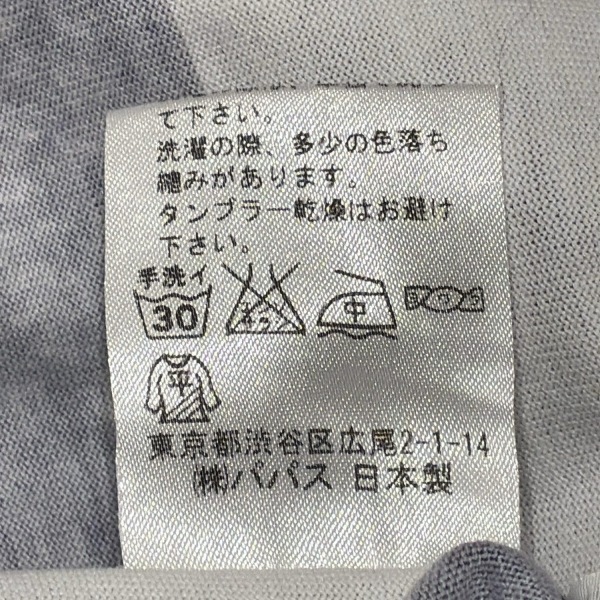 て下さい。
洗濯の際、多少の色落ち
縮みがあります。
タンブラー乾燥はお避け
下さい。
手洗イ
30
中
平
東京都渋谷区広尾2-1-14
(株)パパス 日本製